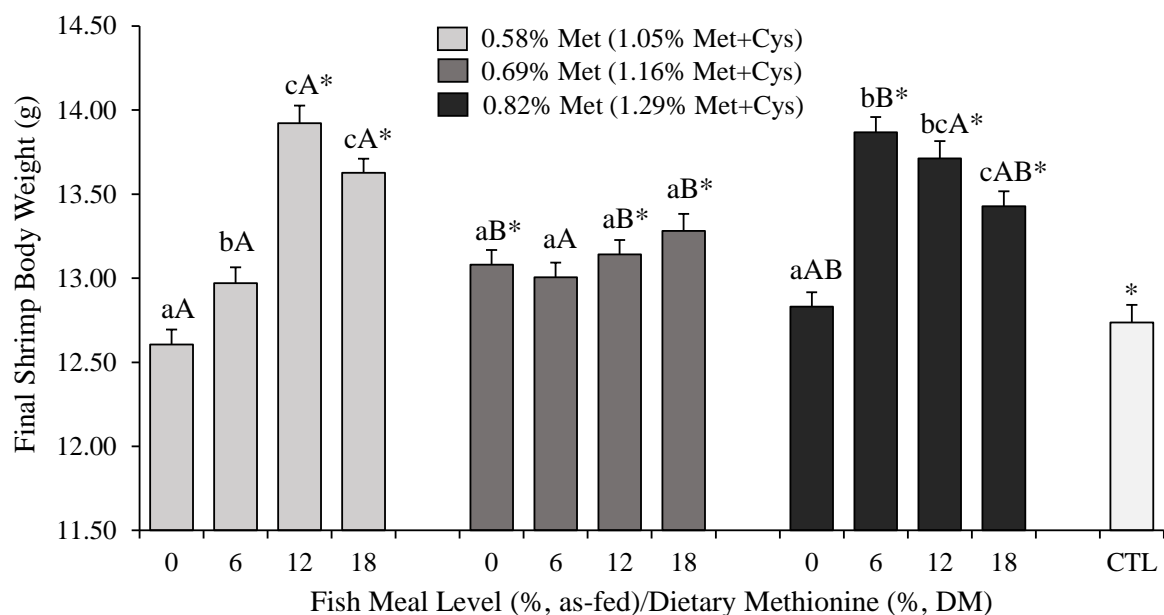 14.50
14.00
13.50
13.00
12.50
12.00
11.50
Final Shrimp Body Weight (g)
0.58% Met (1.05% Met+Cys)
0.69% Met (1.16% Met+Cys)
0.82% Met (1.29% Met+Cys)
aA
bA
cA*
cA*
aB*
aA
aB*
aB*
aAB
bB*
bcA*
cAB*
*
0 6 12 18 0 6 12 18 0 6 12 18 CTL
Fish Meal Level (%, as-fed)/Dietary Methionine (%, DM)